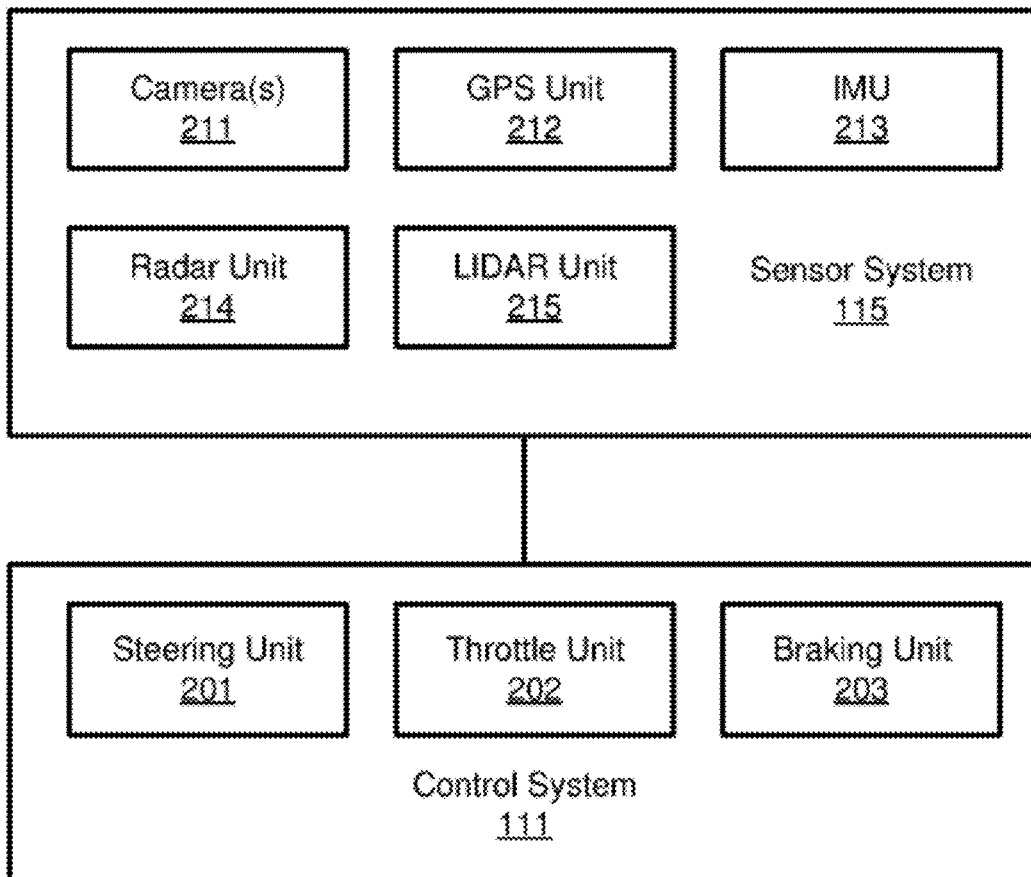 Camera(s)
211
GPS Unit
212
IMU
213
Radar Unit
214
LIDAR Unit
215
Sensor System
115
Steering Unit
201
Throttle Unit
202
Braking Unit
203
Control System
111